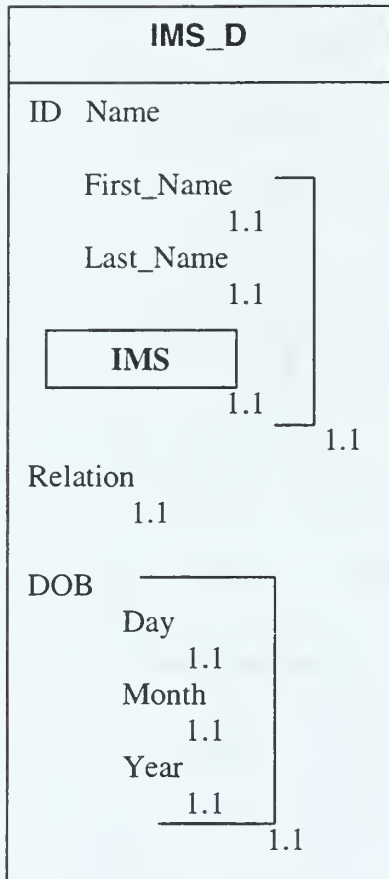 IMS_D
ID Name
First_Name
1.1
Last_Name
1.1
IMS
1.1
1.1
Relation
1.1
DOB
Day
1.1
Month
1.1
Year
1.1
1.1